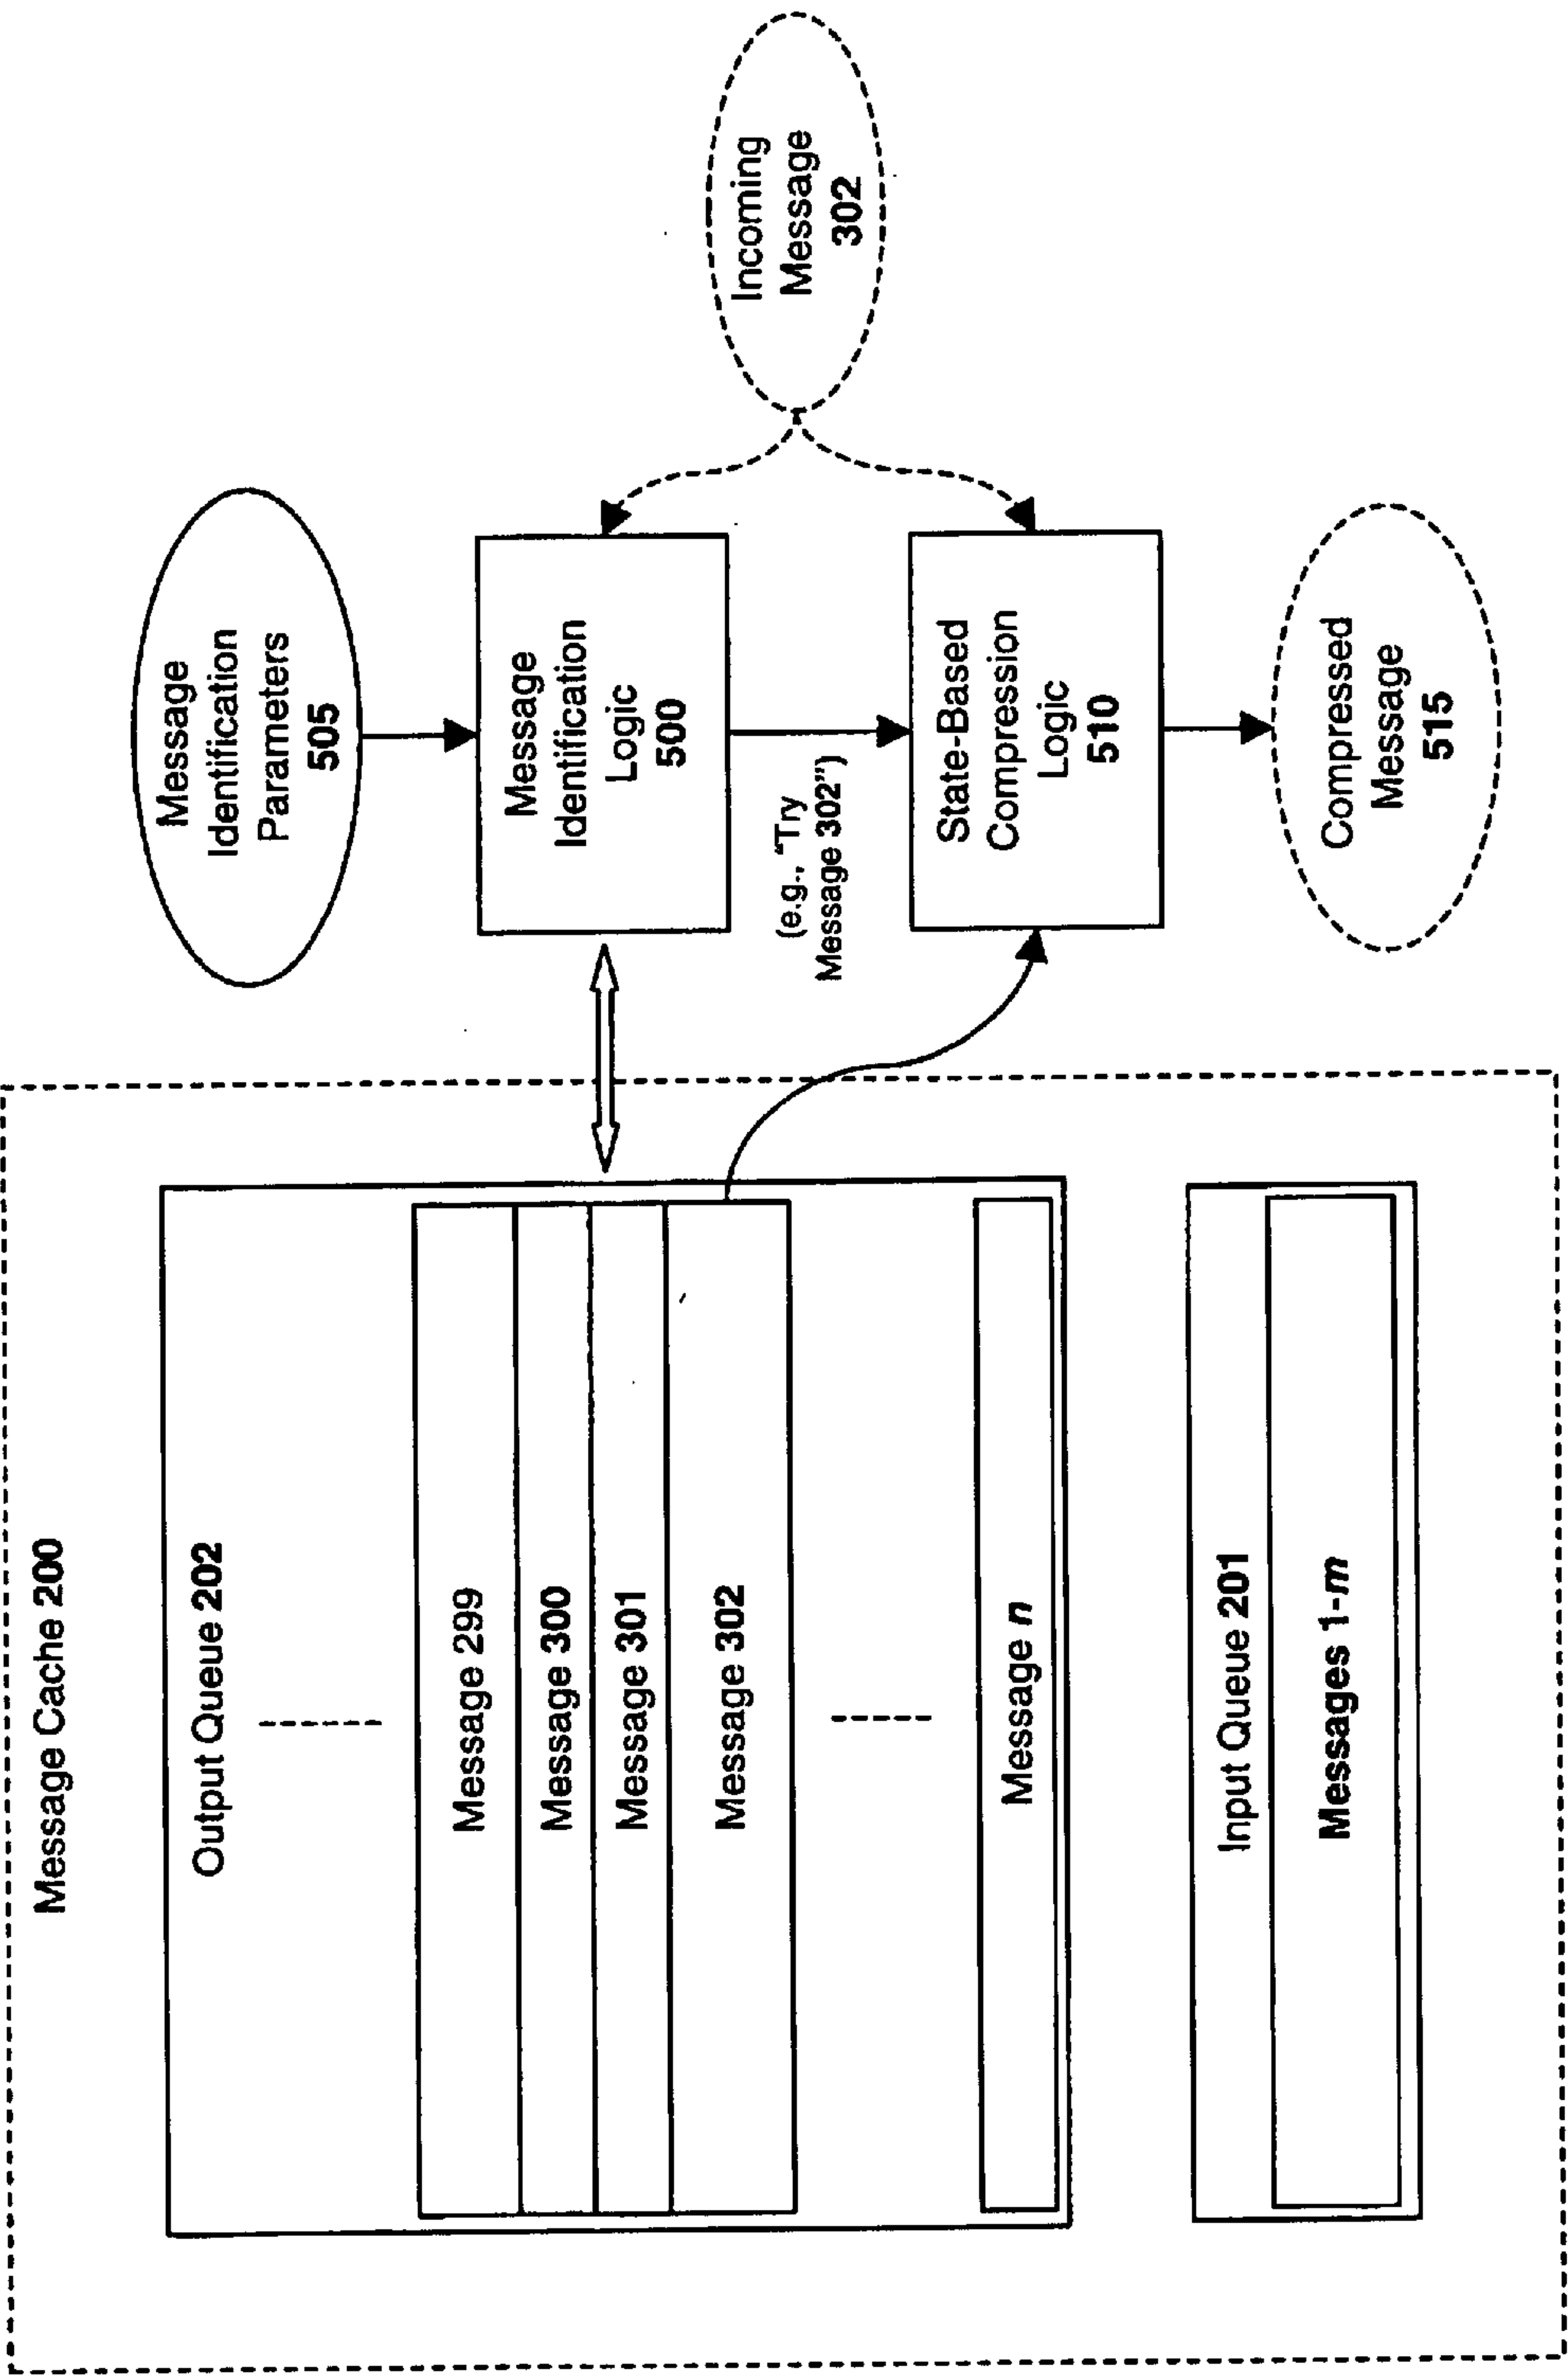 Message Cache 200
Output Queue 202
Message 299
Message 300
Message 301
Message 302
Message n
Input Queue 201
Messages 1-m
Message
Identification
Parameters
505
Message
Identification
Logic
500
(e.g., "Try
Message 302")
State-Based
Compression
Logic
510
Compressed
Message
515
Incoming
Message
302